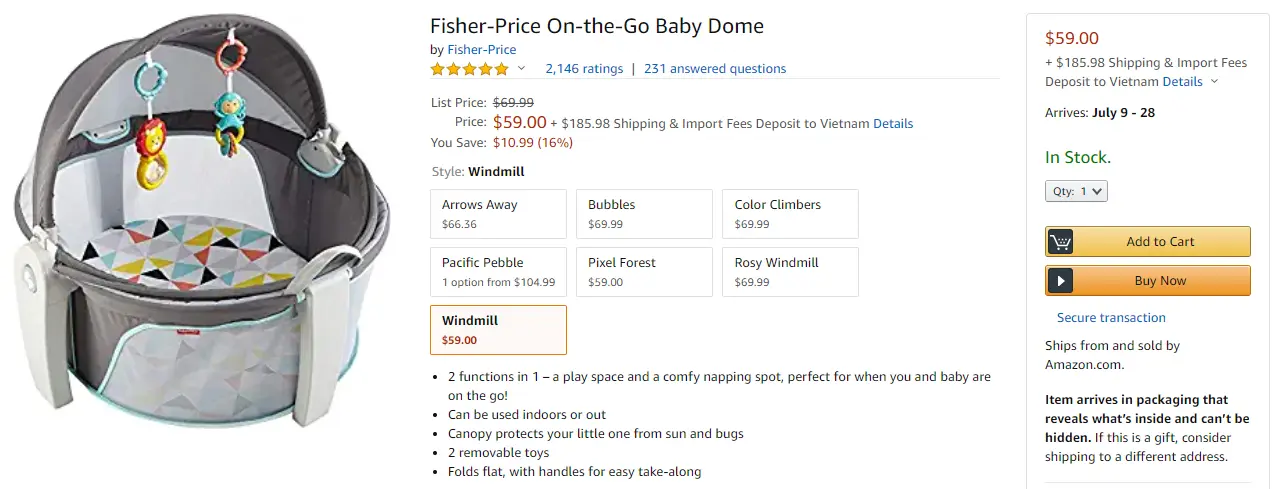 Fisher-Price On-the-Go Baby Dome
by Fisher-Price
2,146 ratings | 231 answered questions
List Price: $69.99
Price: $59.00 + $185.98 Shipping & Import Fees Deposit to Vietnam Details
You Save: $10.99 (16%)
Style: Windmill
Arrows Away
$66.36
Bubbles
$69.99
Color Climbers
$69.99
Pacific Pebble
1 option from $104.99
Pixel Forest
$59.00
Rosy Windmill
$69.99
Windmill
$59.00
• 2 functions in 1 – a play space and a comfy napping spot, perfect for when you and baby are
on the go!
• Can be used indoors or out
• Canopy protects your little one from sun and bugs
• 2 removable toys
• Folds flat, with handles for easy take-along
$59.00
+ $185.98 Shipping & Import Fees
Deposit to Vietnam Details
Arrives: July 9 - 28
In Stock.
Qty: 1
Add to Cart
Buy Now
Secure transaction
Ships from and sold by
Amazon.com.
Item arrives in packaging that
reveals what’s inside and can’t be
hidden. If this is a gift, consider
shipping to a different address.